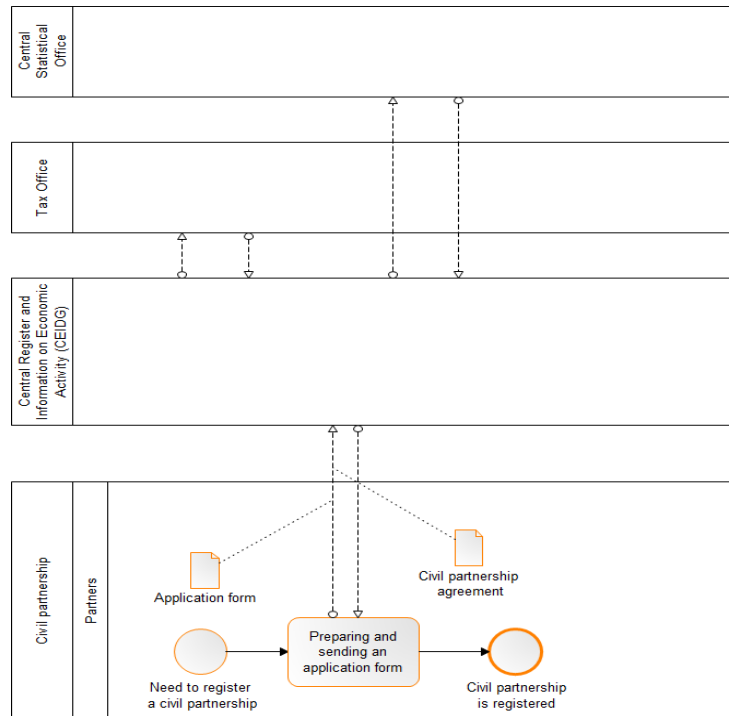 Central
Statistical
Office
Tax Office
Central Register and
Information on Economic
Activity (CEIDG)
Civil partnership
Partners
Application form
Civil partnership
agreement
Preparing and
sending an
application form
Need to register
a civil partnership
Civil partnership
is registered